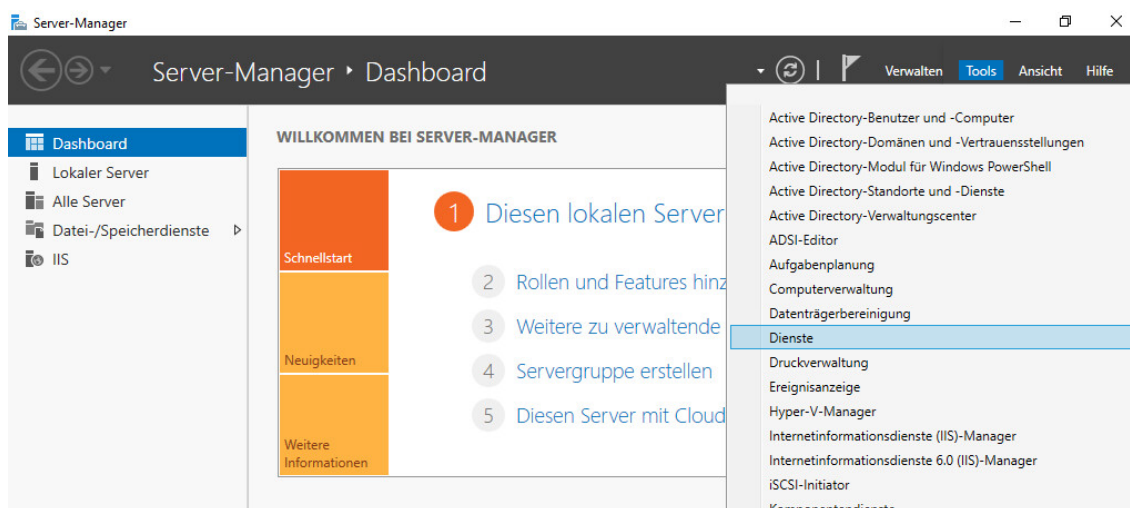 Server-Manager
Server-Manager • Dashboard
Verwalten Tools Ansicht Hilfe
Dashboard
Lokaler Server
Alle Server
Datei-/Speicherdienste
IIS
WILLKOMMEN BEI SERVER-MANAGER
Schnellstart
Neuigkeiten
Weitere
Informationen
1 Diesen lokalen Server
2 Rollen und Features hinz
3 Weitere zu verwaltende
4 Servergruppe erstellen
5 Diesen Server mit Cloud
Active Directory-Benutzer und -Computer
Active Directory-Domänen und -Vertrauensstellungen
Active Directory-Modul für Windows PowerShell
Active Directory-Standorte und -Dienste
Active Directory-Verwaltungscenter
ADSI-Editor
Aufgabenplanung
Computerverwaltung
Datenträgerbereinigung
Dienste
Druckverwaltung
Ereignisanzeige
Hyper-V-Manager
Internetinformationsdienste (IIS)-Manager
Internetinformationsdienste 6.0 (IIS)-Manager
iSCSI-Initiator